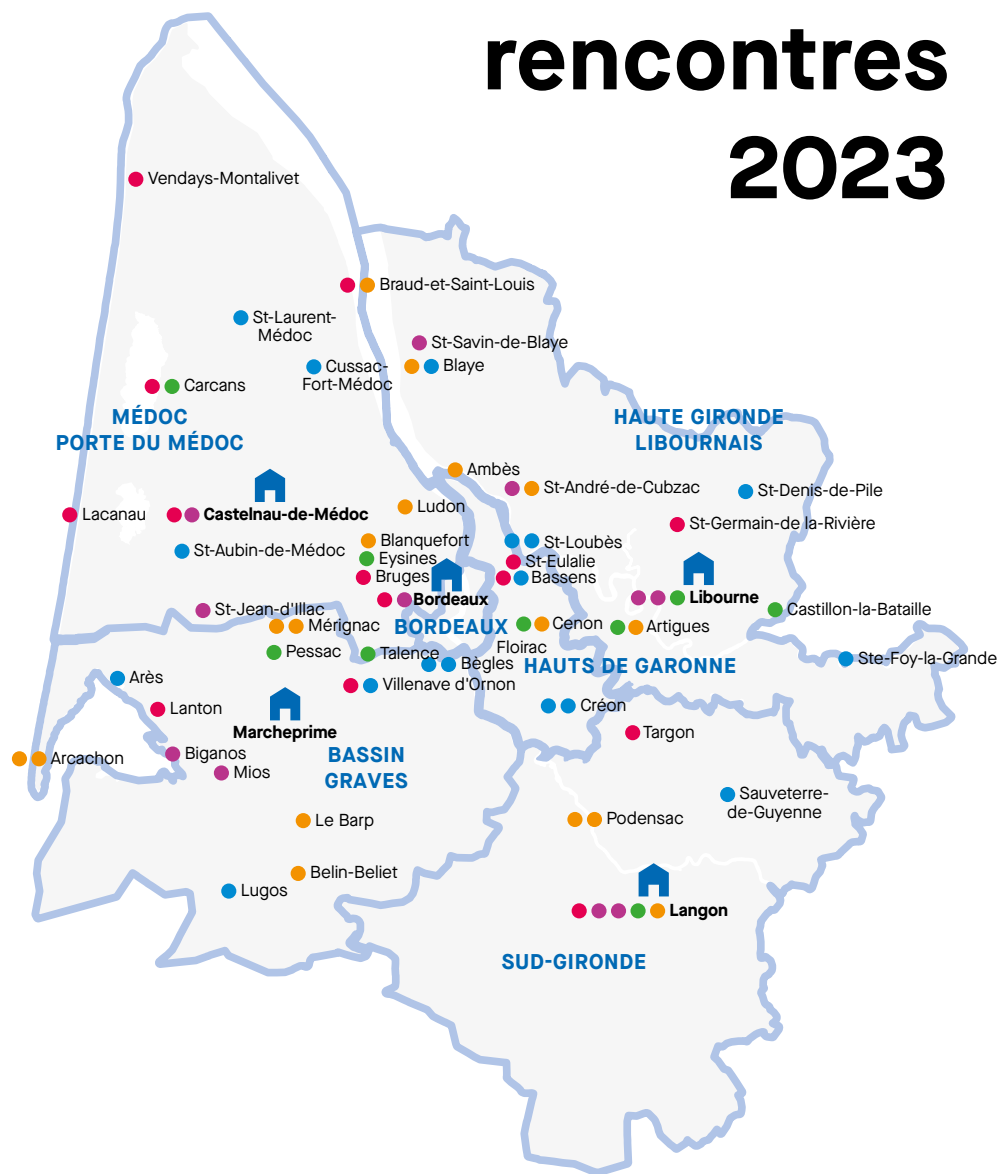 rencontres
2023
Vendays-Montalivet
Braud-et-Saint-Louis
St-Laurent-
Médoc
St-Savin-de-Blaye
Cussac-
Fort-Médoc
Blaye
Carcans
MÉDOC
PORTE DU MÉDOC
HAUTE GIRONDE
LIBOURNAIS
Ambès
St-André-de-Cubzac
St-Denis-de-Pile
Lacanau
Castelnau-de-Médoc
Ludon
St-Germain-de la-Rivière
Blanquefort
St-Loubès
St-Aubin-de-Médoc
Eysines
St-Eulalie
Bruges
Bassens
Bordeaux
Libourne
St-Jean-d'Illac
Castillon-la-Bataille
Mérignac
BORDEAUX
Cenon
Artigues
Floirac
Pessac
Talence
Bègles
HAUTS DE GARONNE
Ste-Foy-la-Grande
Arès
Villenave d'Ornon
Lanton
Créon
Marcheprime
Targon
Arcachon
Biganos
BASSIN
GRAVES
Mios
Sauveterre-
de-Guyenne
Le Barp
Podensac
Belin-Beliet
Lugos
Langon
SUD-GIRONDE